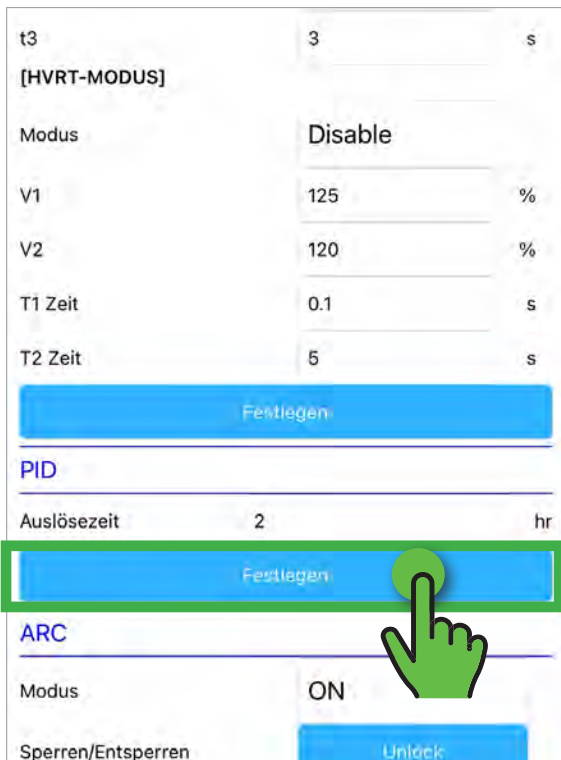 t3 3 s
[HVRT-MODUS]
Modus Disable
V1 125 %
V2 120 %
T1 Zeit 0.1 s
T2 Zeit 5 s
Festlegen
PID
Auslösezeit 2 hr
Festlegen
ARC
Modus ON
Sperren/Entsperren Unlock